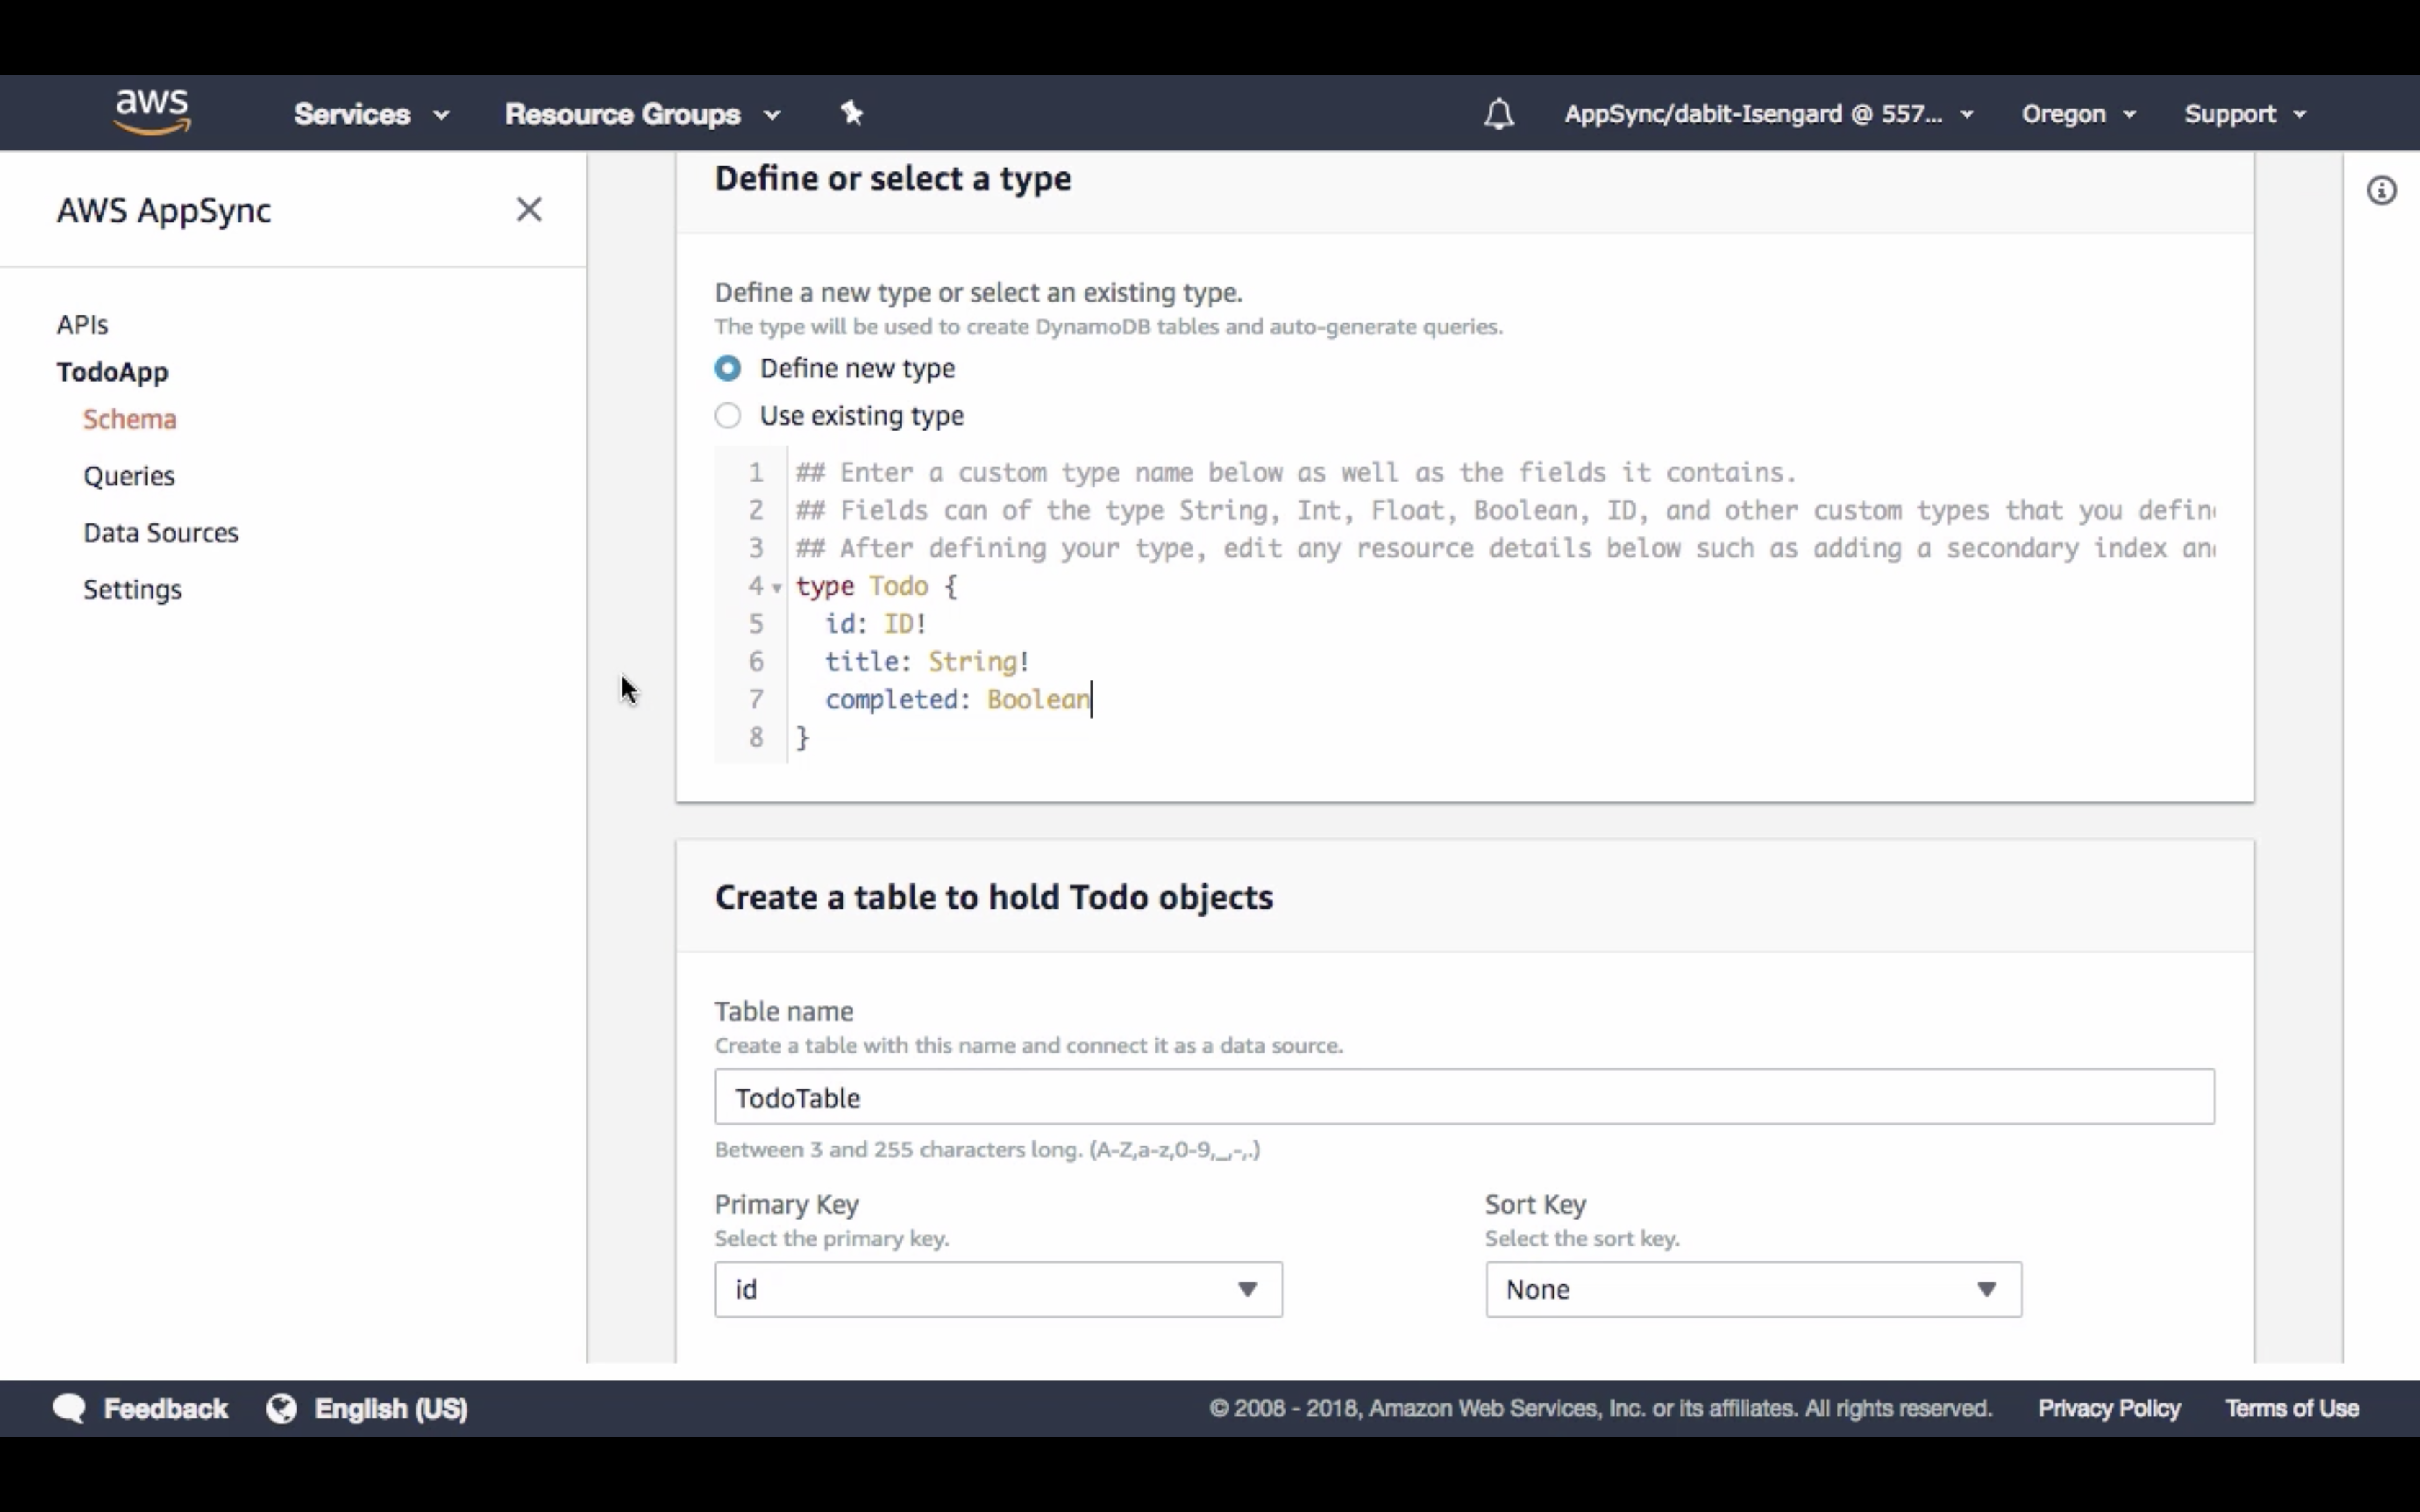 aws Services Resource Groups AppSync/dabit-Isengard @ 557... Oregon Support
AWS AppSync
APIs
TodoApp
Schema
Queries
Data Sources
Settings
Define or select a type
Define a new type or select an existing type.
The type will be used to create DynamoDB tables and auto-generate queries.
Define new type
Use existing type
1 ## Enter a custom type name below as well as the fields it contains.
2 ## Fields can of the type String, Int, Float, Boolean, ID, and other custom types that you defin
3 ## After defining your type, edit any resource details below such as adding a secondary index an
4 type Todo {
5 id: ID!
6 title: String!
7 completed: Boolean
8 }
Create a table to hold Todo objects
Table name
Create a table with this name and connect it as a data source.
TodoTable
Between 3 and 255 characters long. (A-Z,a-z,0-9,_,-,.)
Primary Key
Select the primary key.
id
Sort Key
Select the sort key.
None
Feedback English (US) © 2008 - 2018, Amazon Web Services, Inc. or its affiliates. All rights reserved. Privacy Policy Terms of Use